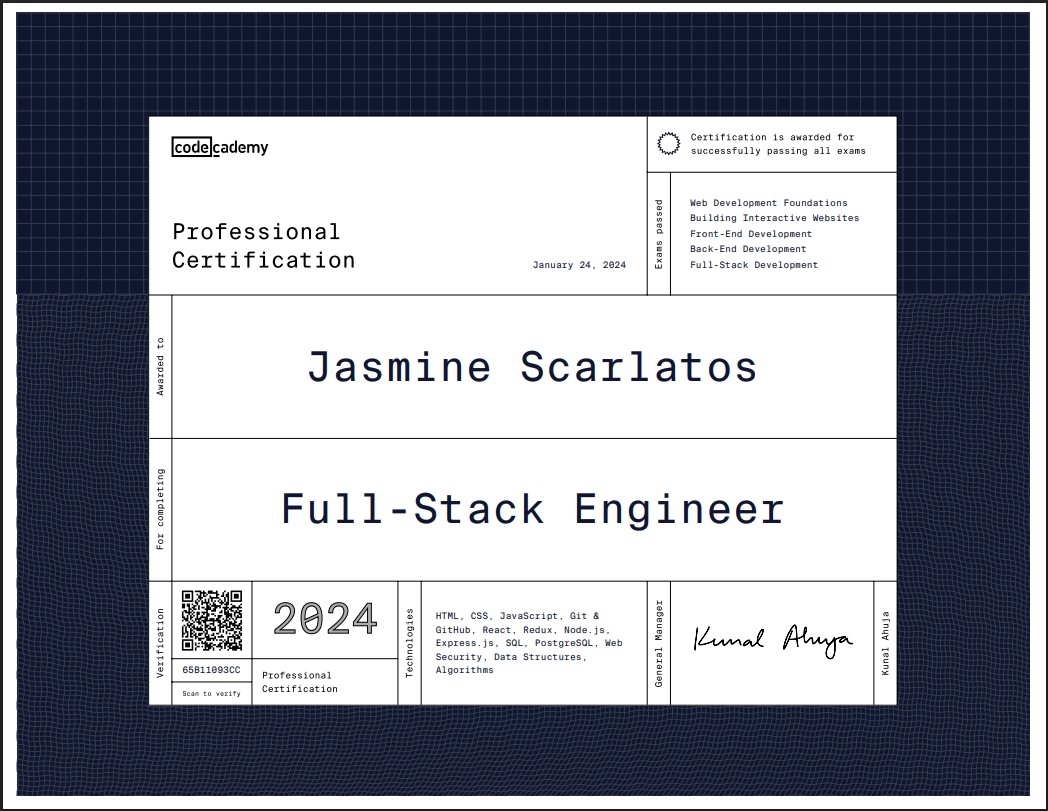 codecademy
Certification is awarded for
successfully passing all exams
Professional
Certification
January 24, 2024
Exams passed
Web Development Foundations
Building Interactive Websites
Front-End Development
Back-End Development
Full-Stack Development
Awarded to
Jasmine Scarlatos
For completing
Full-Stack Engineer
Verification
65B11093CC
Scan to verify
2024
Professional
Certification
Technologies
HTML, CSS, JavaScript, Git &
GitHub, React, Redux, Node.js,
Express.js, SQL, PostgreSQL, Web
Security, Data Structures,
Algorithms
General Manager
Kunal Ahuja
Kunal Ahuja